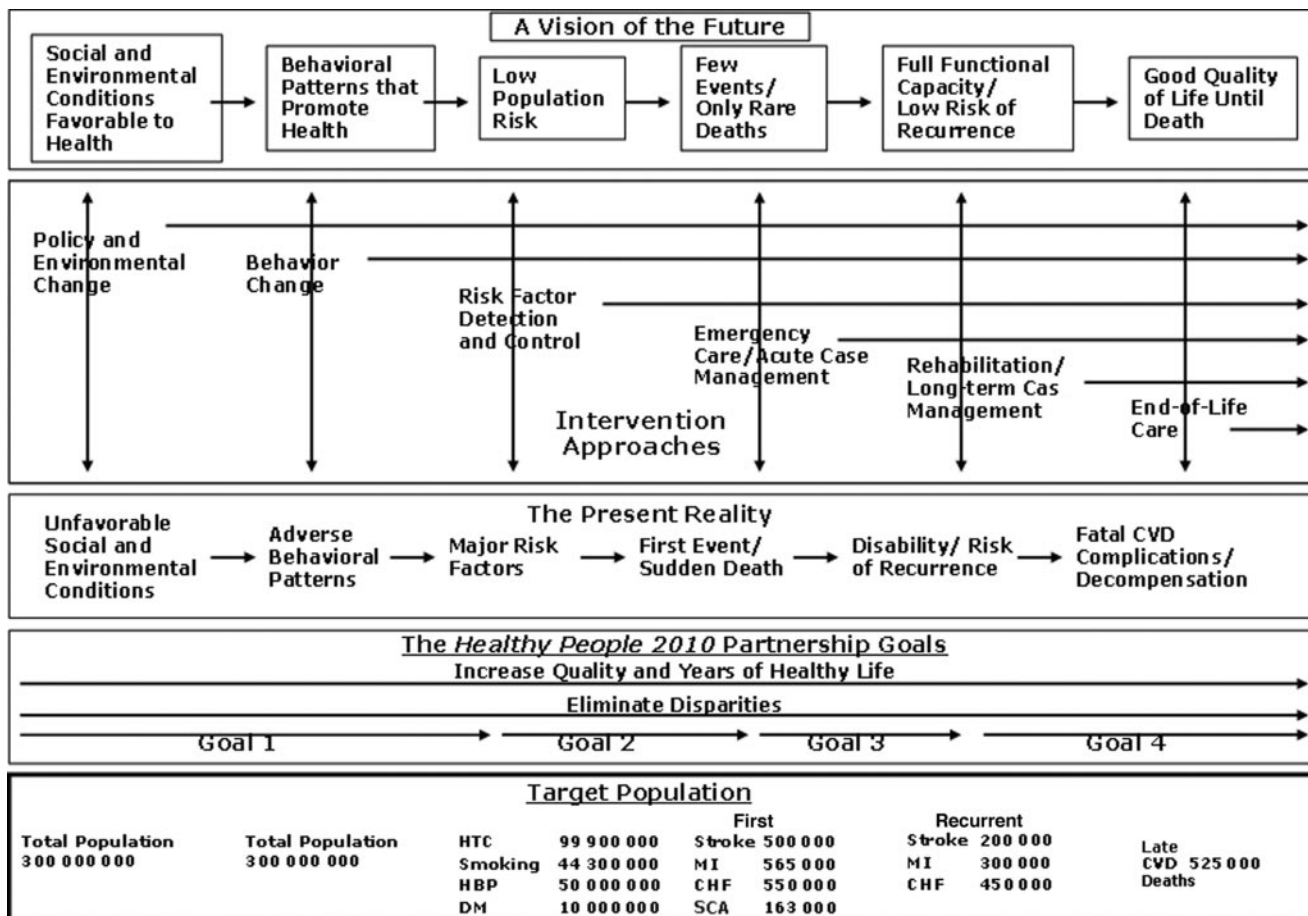 A Vision of the Future
Social and
Environmental
Conditions
Favorable to
Health
Behavioral
Patterns that
Promote
Health
Low
Population
Risk
Few
Events/
Only Rare
Deaths
Full Functional
Capacity/
Low Risk of
Recurrence
Good Quality
of Life Until
Death
Policy and
Environmental
Change
Behavior
Change
Risk Factor
Detection
and Control
Emergency
Care/Acute Case
Management
Rehabilitation/
Long-term Cas
Management
End-of-Life
Care
Intervention
Approaches
The Present Reality
Unfavorable
Social and
Environmental
Conditions
Adverse
Behavioral
Patterns
Major Risk
Factors
First Event/
Sudden Death
Disability/ Risk
of Recurrence
Fatal CVD
Complications/
Decompensation
The Healthy People 2010 Partnership Goals
Increase Quality and Years of Healthy Life
Eliminate Disparities
Goal 1 Goal 2 Goal 3 Goal 4
Target Population
Total Population
300 000 000
Total Population
300 000 000
HTC 99 900 000
Smoking 44 300 000
HBP 50 000 000
DM 10 000 000
First
Stroke 500 000
MI 565 000
CHF 550 000
SCA 163 000
Recurrent
Stroke 200 000
MI 300 000
CHF 450 000
Late
CVD 525 000
Deaths